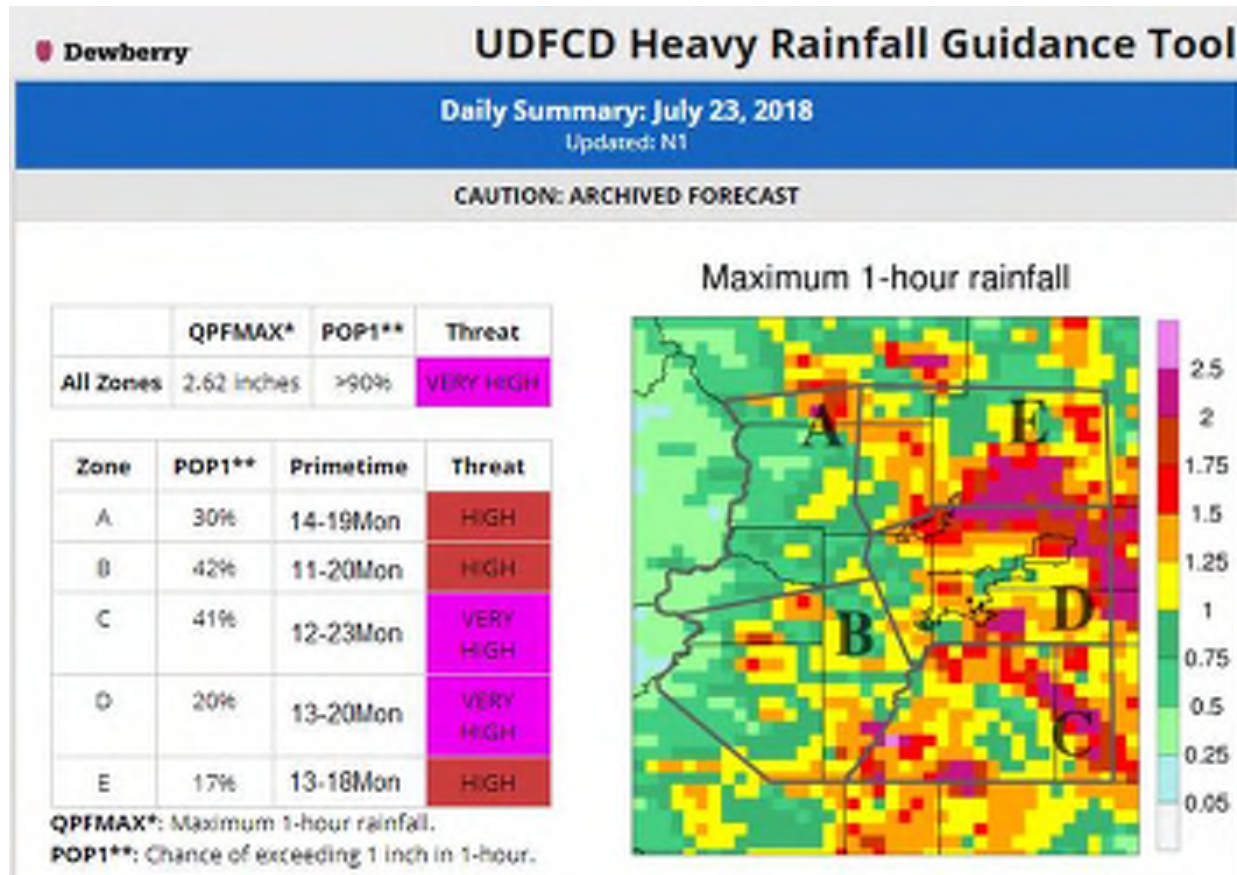 Dewberry
UDFCD Heavy Rainfall Guidance Tool
Daily Summary: July 23, 2018
Updated: N1
CAUTION: ARCHIVED FORECAST
QPFMAX* POP1** Threat
All Zones 2.62 inches >90% VERY HIGH
Zone POP1** Primetime Threat
A 30% 14-19Mon HIGH
B 42% 11-20Mon HIGH
C 41% 12-23Mon VERY HIGH
D 20% 13-20Mon VERY HIGH
E 17% 13-18Mon HIGH
QPFMAX*: Maximum 1-hour rainfall.
POP1**: Chance of exceeding 1 inch in 1-hour.
Maximum 1-hour rainfall
A
E
B
D
C
2.5
2
1.75
1.5
1.25
1
0.75
0.5
0.25
0.05